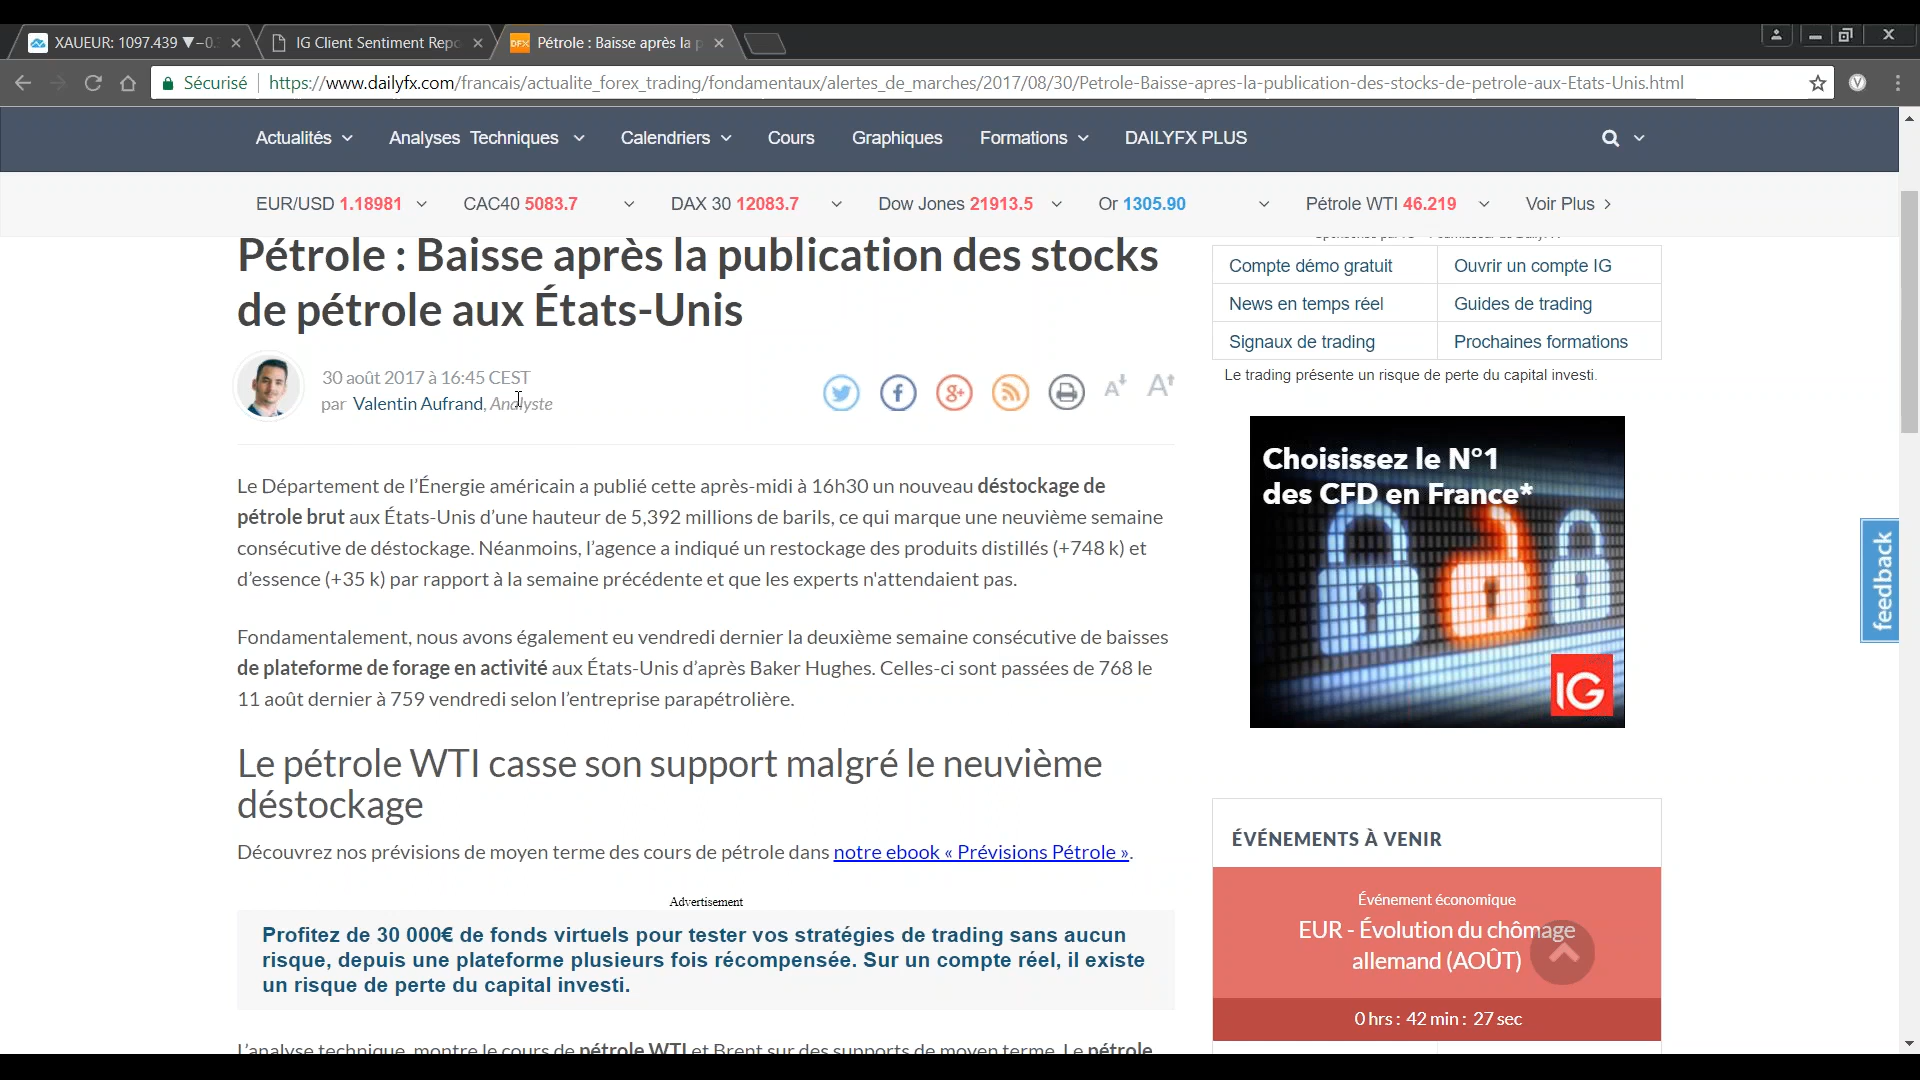 XAUEUR: 1097.439 ▼−0.
IG Client Sentiment Repo
DFX
Pétrole : Baisse après la p
Sécurisé
https://www.dailyfx.com/francais/actualite_forex_trading/fondamentaux/alertes_de_marches/2017/08/30/Petrole-Baisse-apres-la-publication-des-stocks-de-petrole-aux-Etats-Unis.html
V
Actualités
Analyses Techniques
Calendriers
Cours
Graphiques
Formations
DAILYFX PLUS
EUR/USD 1.18981
CAC40 5083.7
DAX 30 12083.7
Dow Jones 21913.5
Or 1305.90
Pétrole WTI 46.219
Voir Plus
Pétrole : Baisse après la publication des stocks
de pétrole aux États-Unis
30 août 2017 à 16:45 CEST
par Valentin Aufrand, Analyste
A A
Le Département de l’Énergie américain a publié cette après-midi à 16h30 un nouveau déstockage de
pétrole brut aux États-Unis d’une hauteur de 5,392 millions de barils, ce qui marque une neuvième semaine
consécutive de déstockage. Néanmoins, l’agence a indiqué un restockage des produits distillés (+748 k) et
d’essence (+35 k) par rapport à la semaine précédente et que les experts n'attendaient pas.
Fondamentalement, nous avons également eu vendredi dernier la deuxième semaine consécutive de baisses
de plateforme de forage en activité aux États-Unis d’après Baker Hughes. Celles-ci sont passées de 768 le
11 août dernier à 759 vendredi selon l’entreprise parapétrolière.
Le pétrole WTI casse son support malgré le neuvième
déstockage
Découvrez nos prévisions de moyen terme des cours de pétrole dans notre ebook « Prévisions Pétrole ».
Advertisement
Profitez de 30 000€ de fonds virtuels pour tester vos stratégies de trading sans aucun
risque, depuis une plateforme plusieurs fois récompensée. Sur un compte réel, il existe
un risque de perte du capital investi.
L’analyse technique montre le cours de pétrole WTI et Brent sur des supports de moyen terme. Le pétrole
Compte démo gratuit
Ouvrir un compte IG
News en temps réel
Guides de trading
Signaux de trading
Prochaines formations
Le trading présente un risque de perte du capital investi.
Choisissez le N°1
des CFD en France*
IG
feedback
ÉVÉNEMENTS À VENIR
Événement économique
EUR - Évolution du chômage
allemand (AOÛT)
0 hrs : 42 min : 27 sec